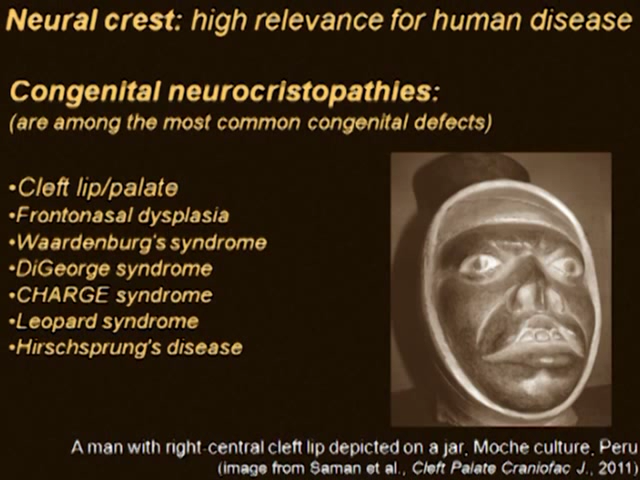 Neural crest: high relevance for human disease
Congenital neurocristopathies:
(are among the most common congenital defects)
•Cleft lip/palate
•Frontonasal dysplasia
•Waardenburg's syndrome
•DiGeorge syndrome
•CHARGE syndrome
•Leopard syndrome
•Hirschsprung's disease
A man with right-central cleft lip depicted on a jar, Moche culture, Peru
(image from Saman et al., Cleft Palate Craniofac J., 2011)